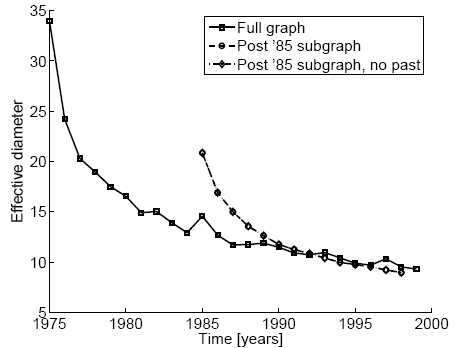 35
30
25
20
15
10
5
Effective diameter
Full graph
Post '85 subgraph
Post '85 subgraph, no past
1975 1980 1985 1990 1995 2000
Time [years]